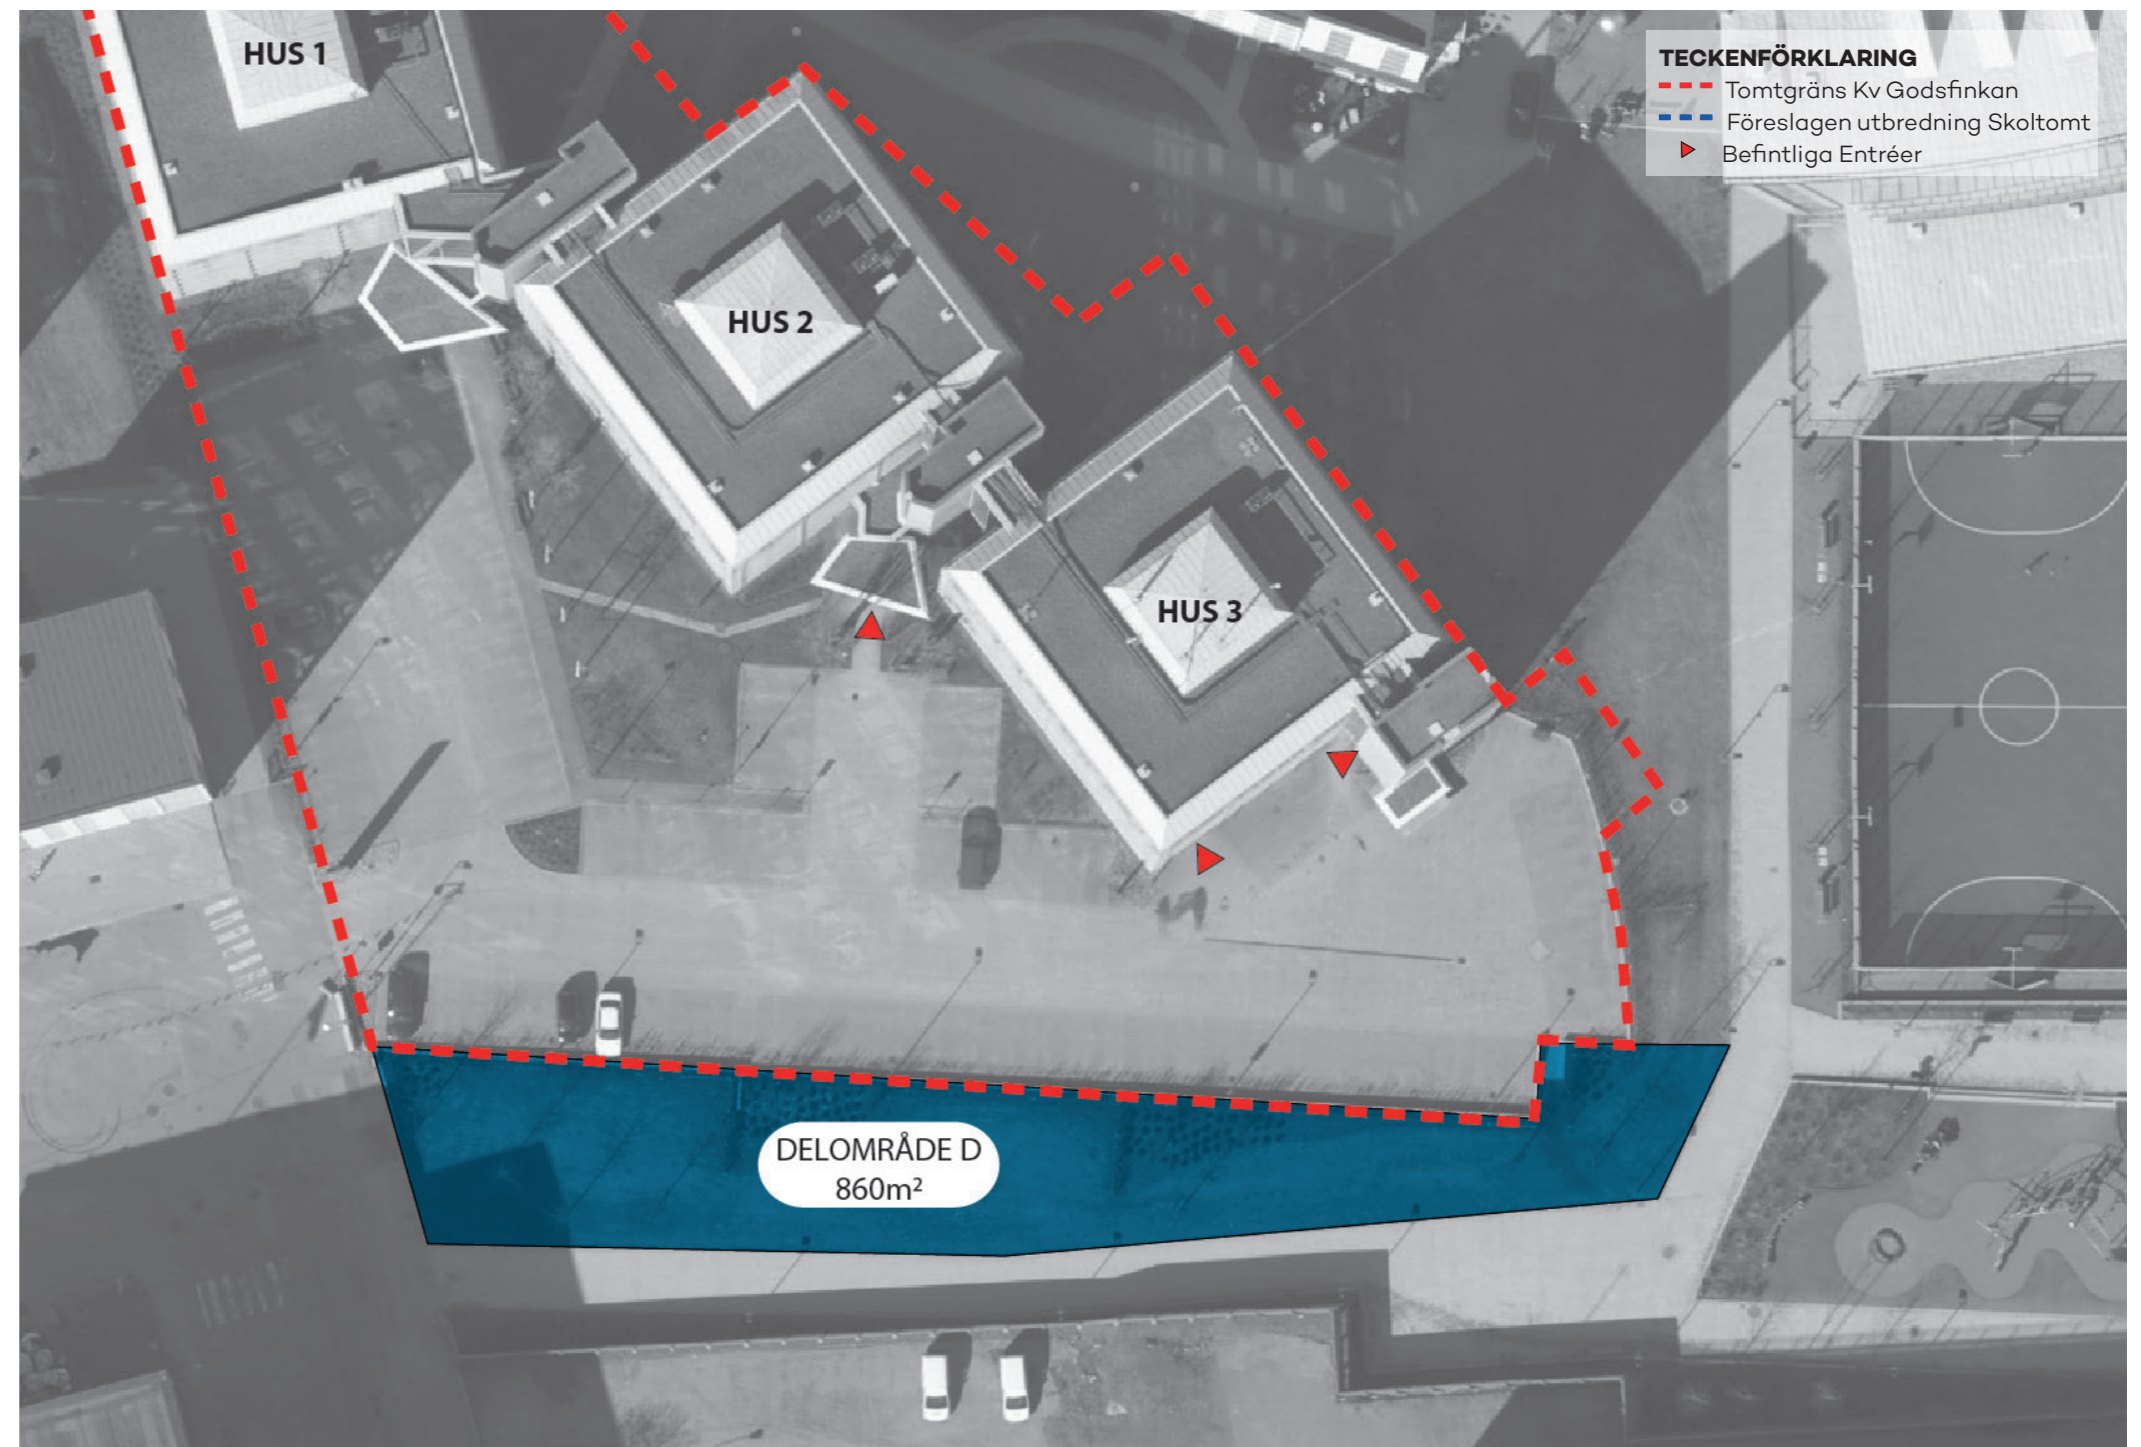 HUS 1
TECKENFÖRKLARING
Tomtgräns Kv Godsfinkan
Föreslagen utbredning Skoltomt
Befintliga Entréer
HUS 2
HUS 3
DELOMRÅDE D
860m²